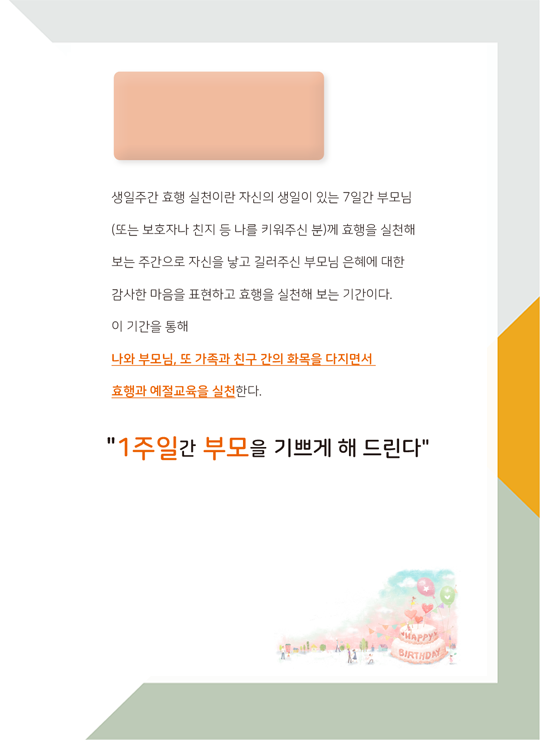 생일주간 효행 실천이란 자신의 생일이 있는 7일간 부모님
(또는 보호자나 친지 등 나를 키워주신 분)께 효행을 실천해
보는 주간으로 자신을 낳고 길러주신 부모님 은혜에 대한
감사한 마음을 표현하고 효행을 실천해 보는 기간이다.
이 기간을 통해
나와 부모님, 또 가족과 친구 간의 화목을 다지면서
효행과 예절교육을 실천한다.
"1주일간 부모을 기쁘게 해 드린다"
HAPPY
BIRTHDAY